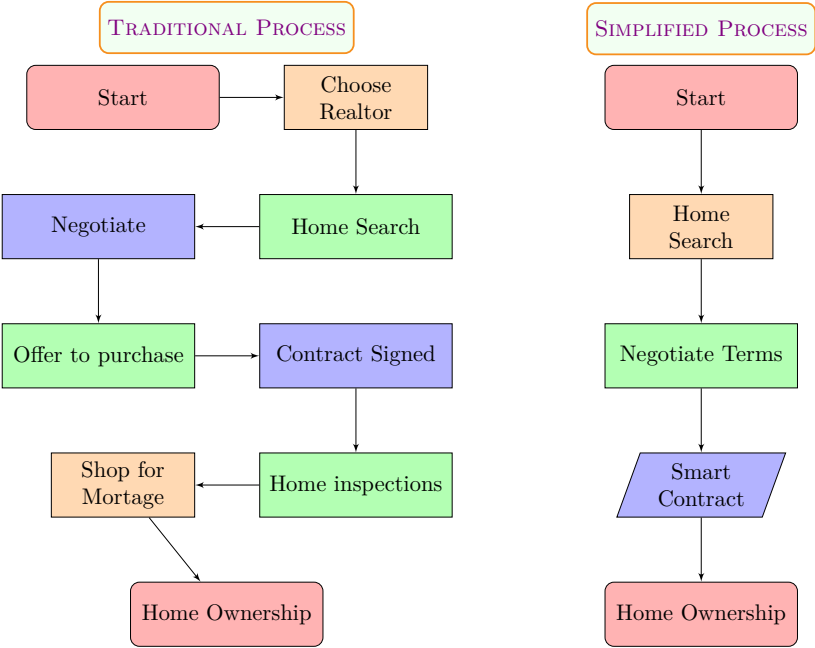 TRADITIONAL PROCESS
Start
Choose
Realtor
Home Search
Negotiate
Offer to purchase
Contract Signed
Home inspections
Shop for
Mortage
Home Ownership
SIMPLIFIED PROCESS
Start
Home
Search
Negotiate Terms
Smart
Contract
Home Ownership